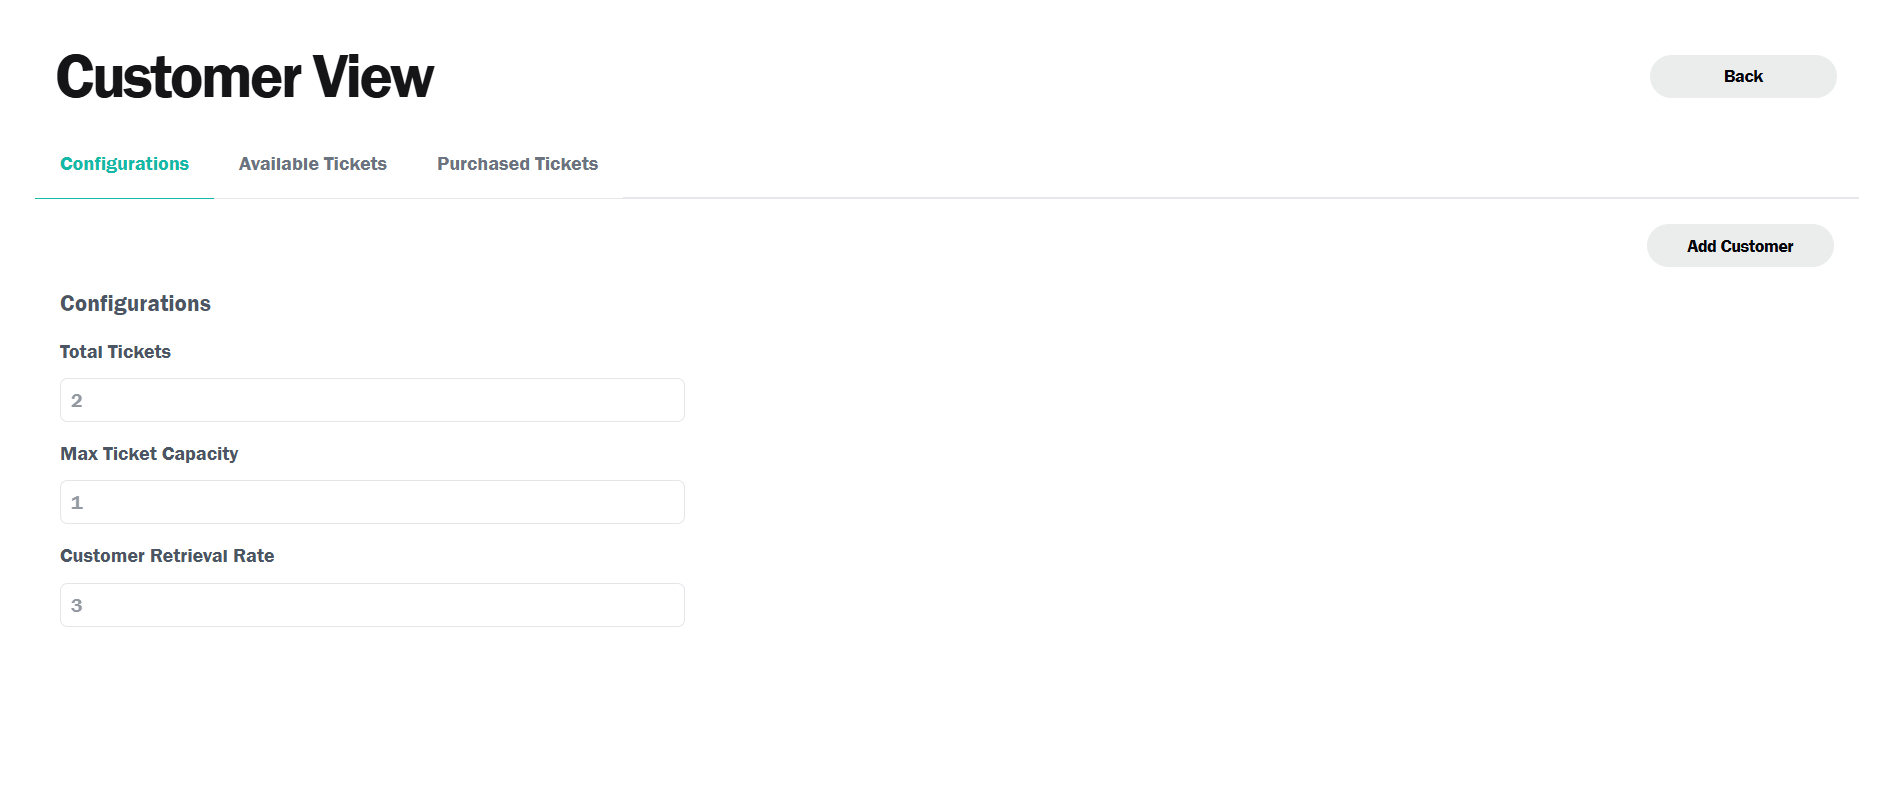 Customer View
Back
Configurations
Available Tickets
Purchased Tickets
Add Customer
Configurations
Total Tickets
2
Max Ticket Capacity
1
Customer Retrieval Rate
3